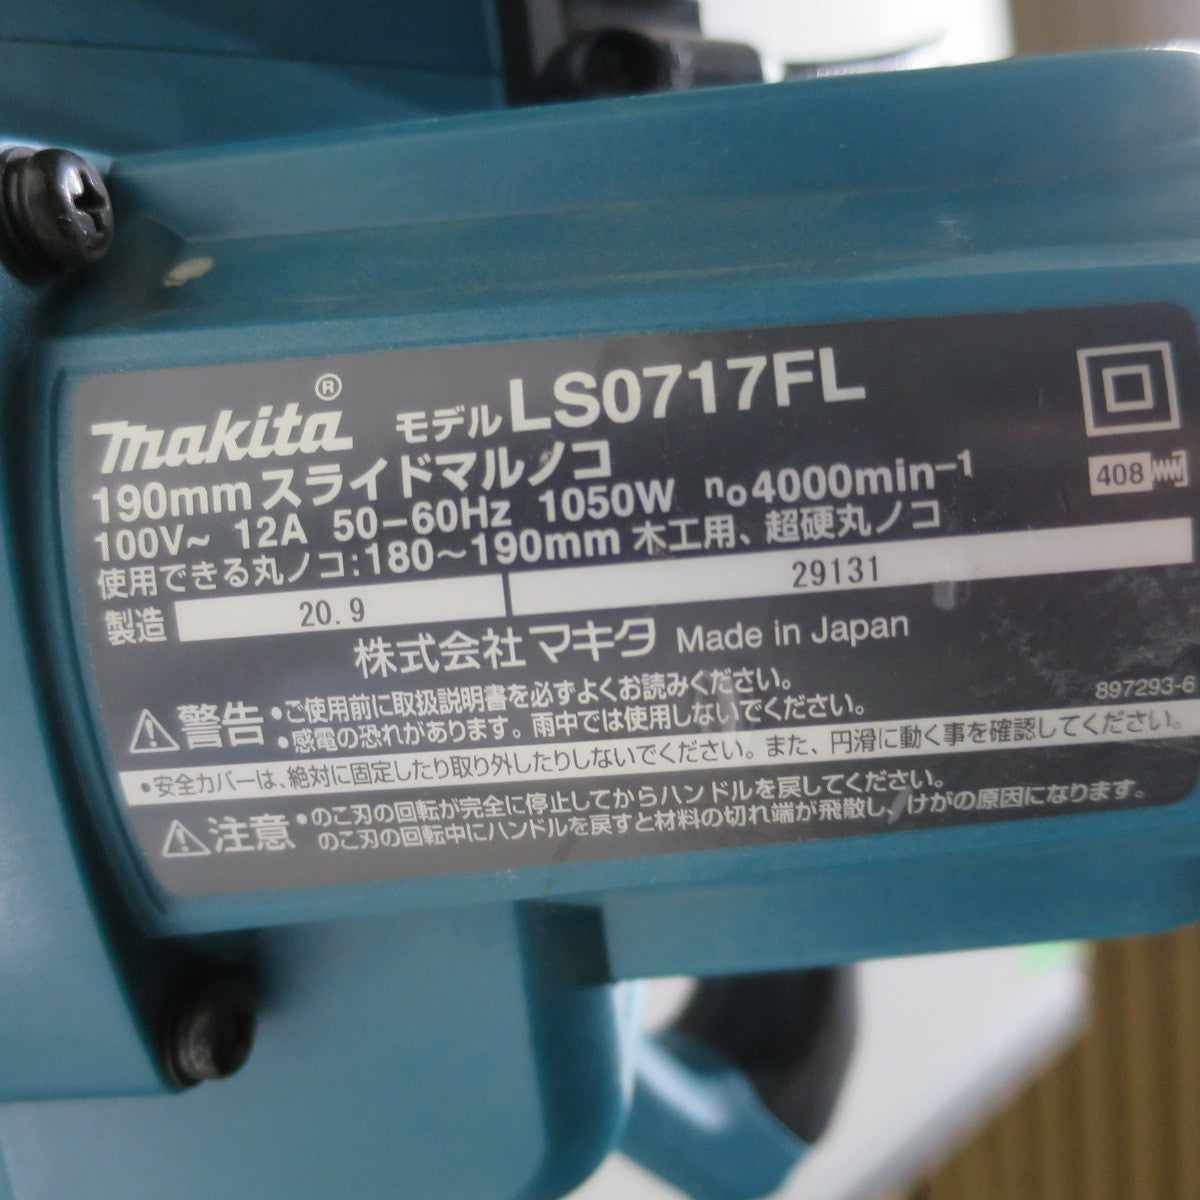 makita® モデル LS0717FL
190mm スライドマルノコ
100V~ 12A 50-60Hz 1050W n₀4000min⁻¹
使用できる丸ノコ:180~190mm 木工用、超硬丸ノコ
408
製造 20.9 29131
株式会社マキタ Made in Japan
897293-6
⚠警告 •ご使用前に取扱説明書を必ずよくお読みください。
•感電の恐れがあります。雨中では使用しないでください。
•安全カバーは、絶対に固定したり取り外したりしないでください。また、円滑に動く事を確認してください。
⚠注意 •のこ刃の回転が完全に停止してからハンドルを戻してください。
のこ刃の回転中にハンドルを戻すと材料の切れ端が飛散し、けがの原因になります。